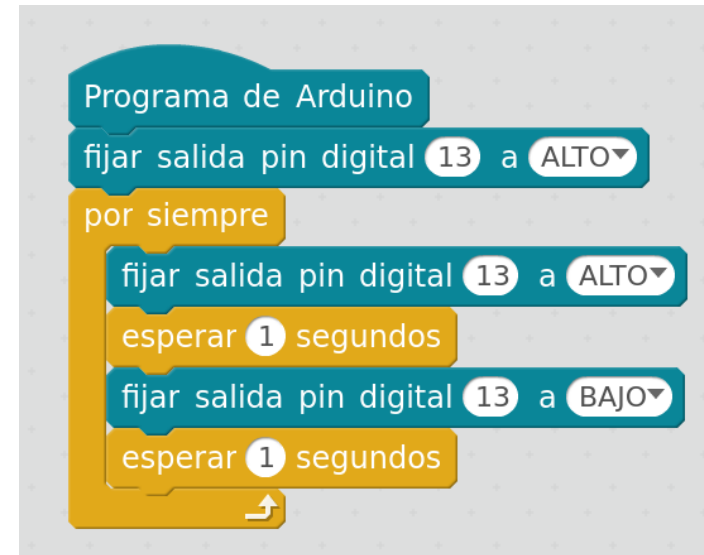 Programa de Arduino
fijar salida pin digital 13 a ALTO
por siempre
fijar salida pin digital 13 a ALTO
esperar 1 segundos
fijar salida pin digital 13 a BAJO
esperar 1 segundos